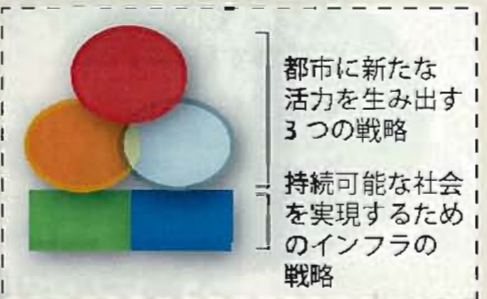 都市に新たな
活力を生み出す
3 つの戦略
持続可能な社会
を実現するため
のインフラの
戦略